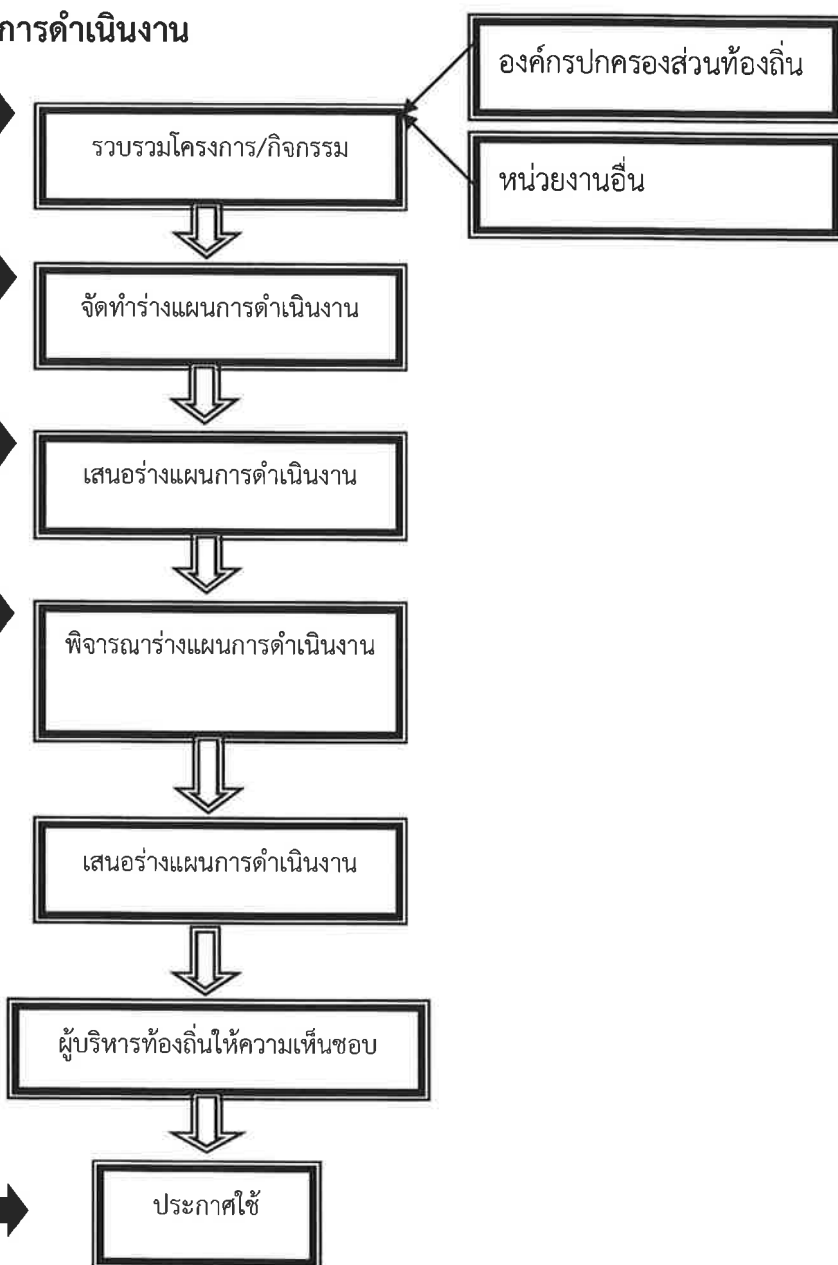 การดำเนินงาน
องค์กรปกครองส่วนท้องถิ่น
รวบรวมโครงการ/กิจกรรม
หน่วยงานอื่น
จัดทำร่างแผนการดำเนินงาน
เสนอร่างแผนการดำเนินงาน
พิจารณาร่างแผนการดำเนินงาน
เสนอร่างแผนการดำเนินงาน
ผู้บริหารท้องถิ่นให้ความเห็นชอบ
ประกาศใช้